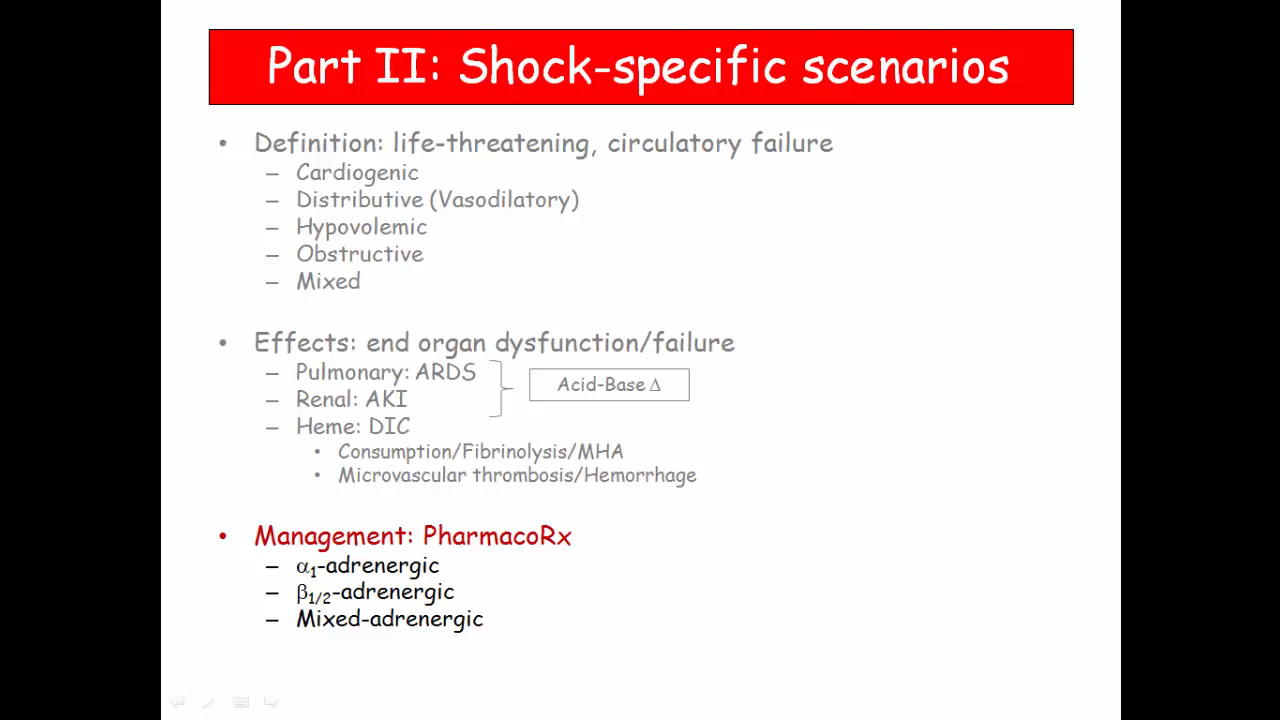 Part II: Shock-specific scenarios
• Definition: life-threatening, circulatory failure
– Cardiogenic
– Distributive (Vasodilatory)
– Hypovolemic
– Obstructive
– Mixed
• Effects: end organ dysfunction/failure
– Pulmonary: ARDS
– Renal: AKI
Acid-Base Δ
– Heme: DIC
• Consumption/Fibrinolysis/MHA
• Microvascular thrombosis/Hemorrhage
• Management: PharmacoRx
– α₁-adrenergic
– β₁/₂-adrenergic
– Mixed-adrenergic